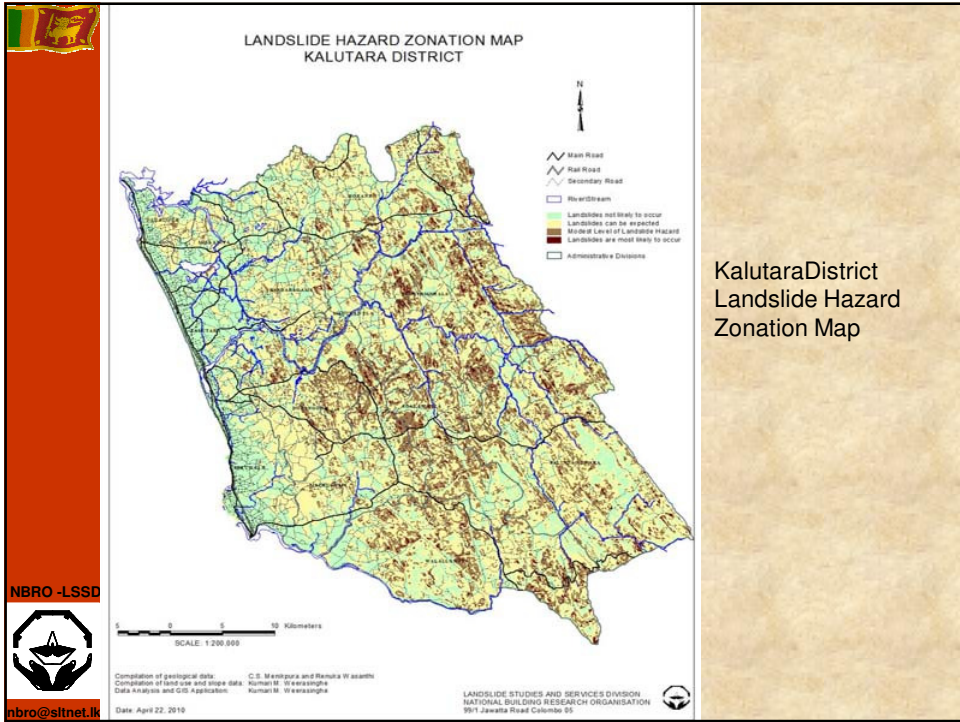 LANDSLIDE HAZARD ZONATION MAP
KALUTARA DISTRICT
N
Main Road
Rail Road
Secondary Road
River/Stream
Landslides not likely to occur
Landslides can be expected
Modest Level of Landslide Hazard
Landslides are most likely to occur
Administrative Divisions
KalutaraDistrict
Landslide Hazard
Zonation Map
NBRO -LSSD
nbro@sltnet.lk
5 0 5 10 Kilometers
SCALE: 1:200,000
Compilation of geological data: C.S. Menikpura and Renuka Wasanthi
Compilation of land use and slope data: Kumari M. Weerasinghe
Data Analysis and GIS Application: Kumari M. Weerasinghe
Date: April 22, 2010
LANDSLIDE STUDIES AND SERVICES DIVISION
NATIONAL BUILDING RESEARCH ORGANISATION
99/1 Jawatta Road Colombo 05